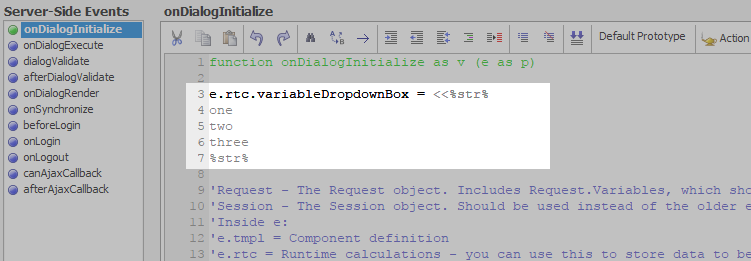 Server-Side Events
onDialogInitialize
onDialogExecute
dialogValidate
afterDialogValidate
onDialogRender
onSynchronize
beforeLogin
onLogin
onLogout
canAjaxCallback
afterAjaxCallback
onDialogInitialize
Default Prototype
Action
1 function onDialogInitialize as v (e as p)
2
3 e.rtc.variableDropdownBox = <<%str%
4 one
5 two
6 three
7 %str%
8
9 'Request - The Request object. Includes Request.Variables, which sho
10 'Session - The Session object. Should be used instead of the older e
11 'Inside e:
12 'e.tmpl = Component definition
13 'e.rtc = Runtime calculations - you can use this to store data to be